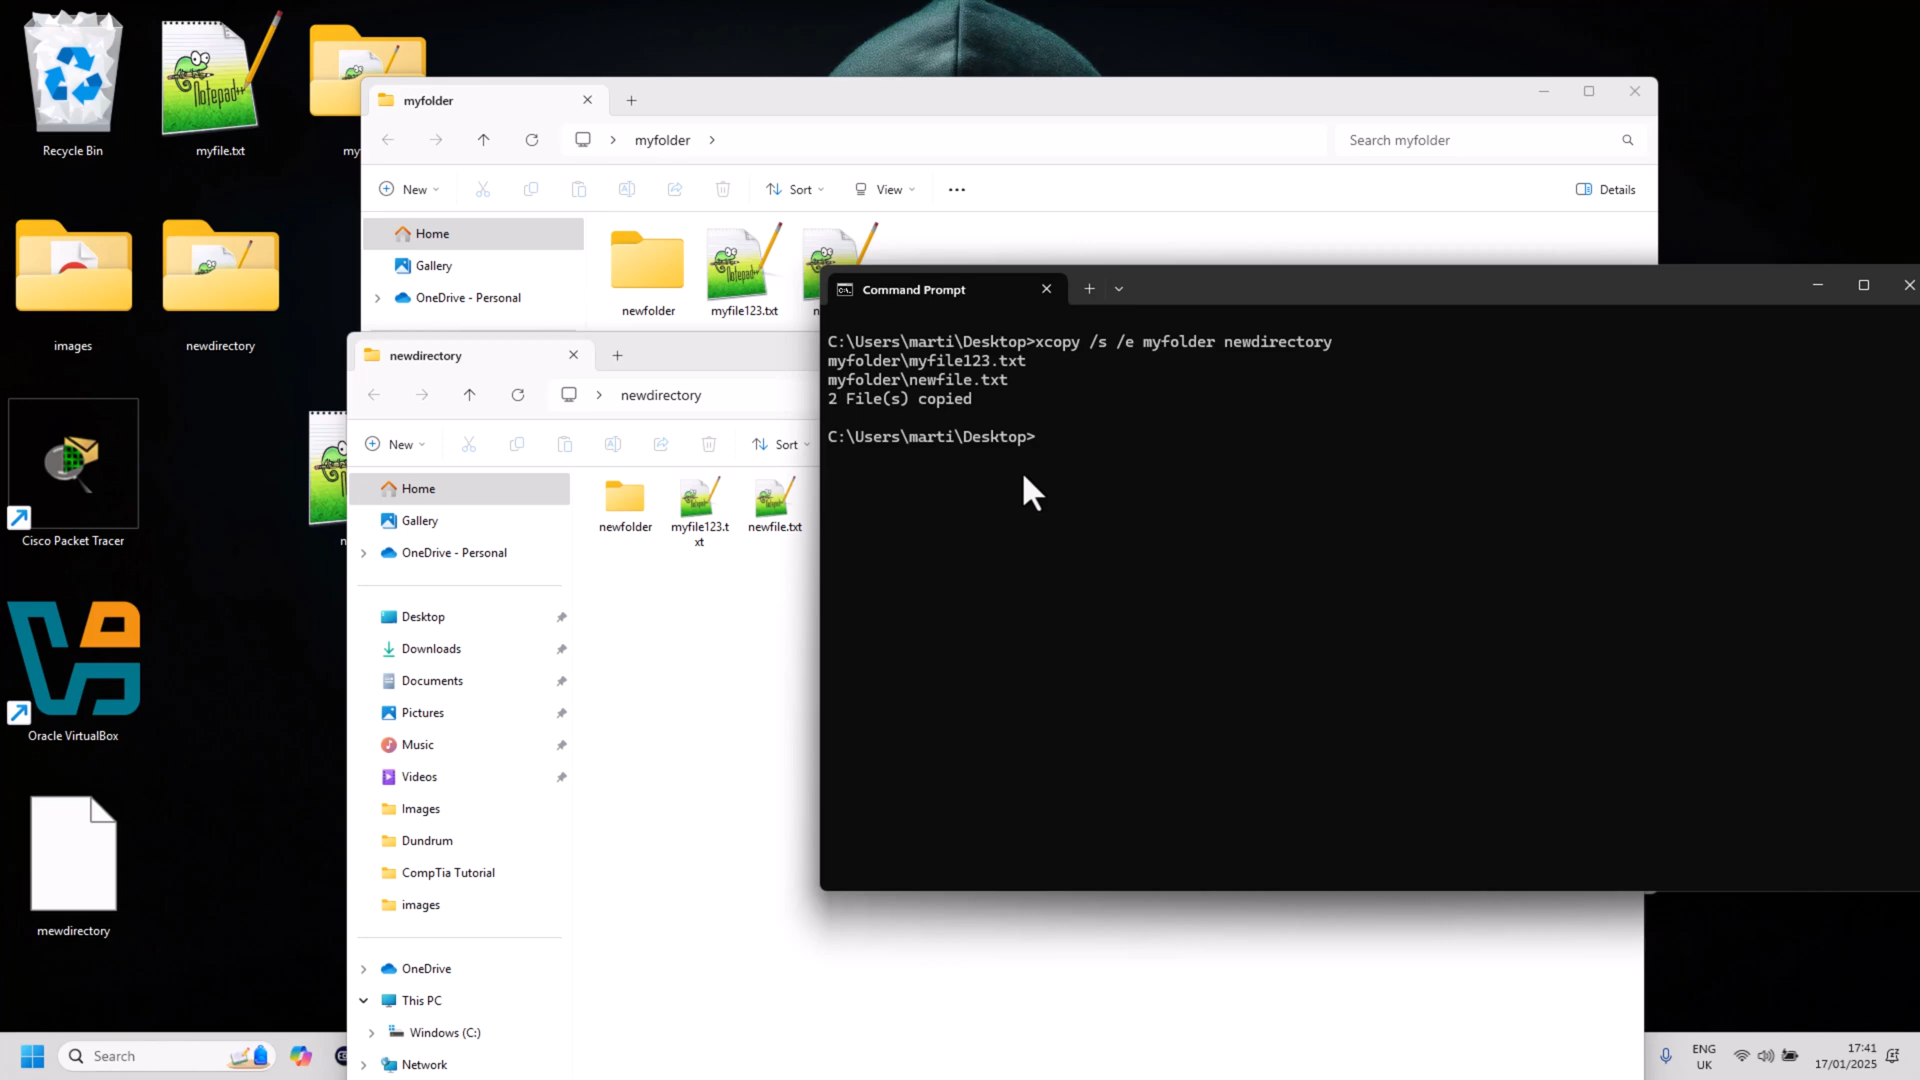 Recycle Bin
myfile.txt
my
images
newdirectory
Cisco Packet Tracer
n
Oracle VirtualBox
mewdirectory
myfolder
myfolder
Search myfolder
New
Sort
View
Details
Home
Gallery
OneDrive - Personal
newfolder
myfile123.txt
n
newdirectory
newdirectory
New
Sort
Home
Gallery
OneDrive - Personal
Desktop
Downloads
Documents
Pictures
Music
Videos
Images
Dundrum
CompTia Tutorial
images
OneDrive
This PC
Windows (C:)
Network
newfolder
myfile123.t
xt
newfile.txt
Command Prompt
C:\Users\marti\Desktop>xcopy /s /e myfolder newdirectory
myfolder\myfile123.txt
myfolder\newfile.txt
2 File(s) copied
C:\Users\marti\Desktop>
Search
ENG
UK
17:41
17/01/2025